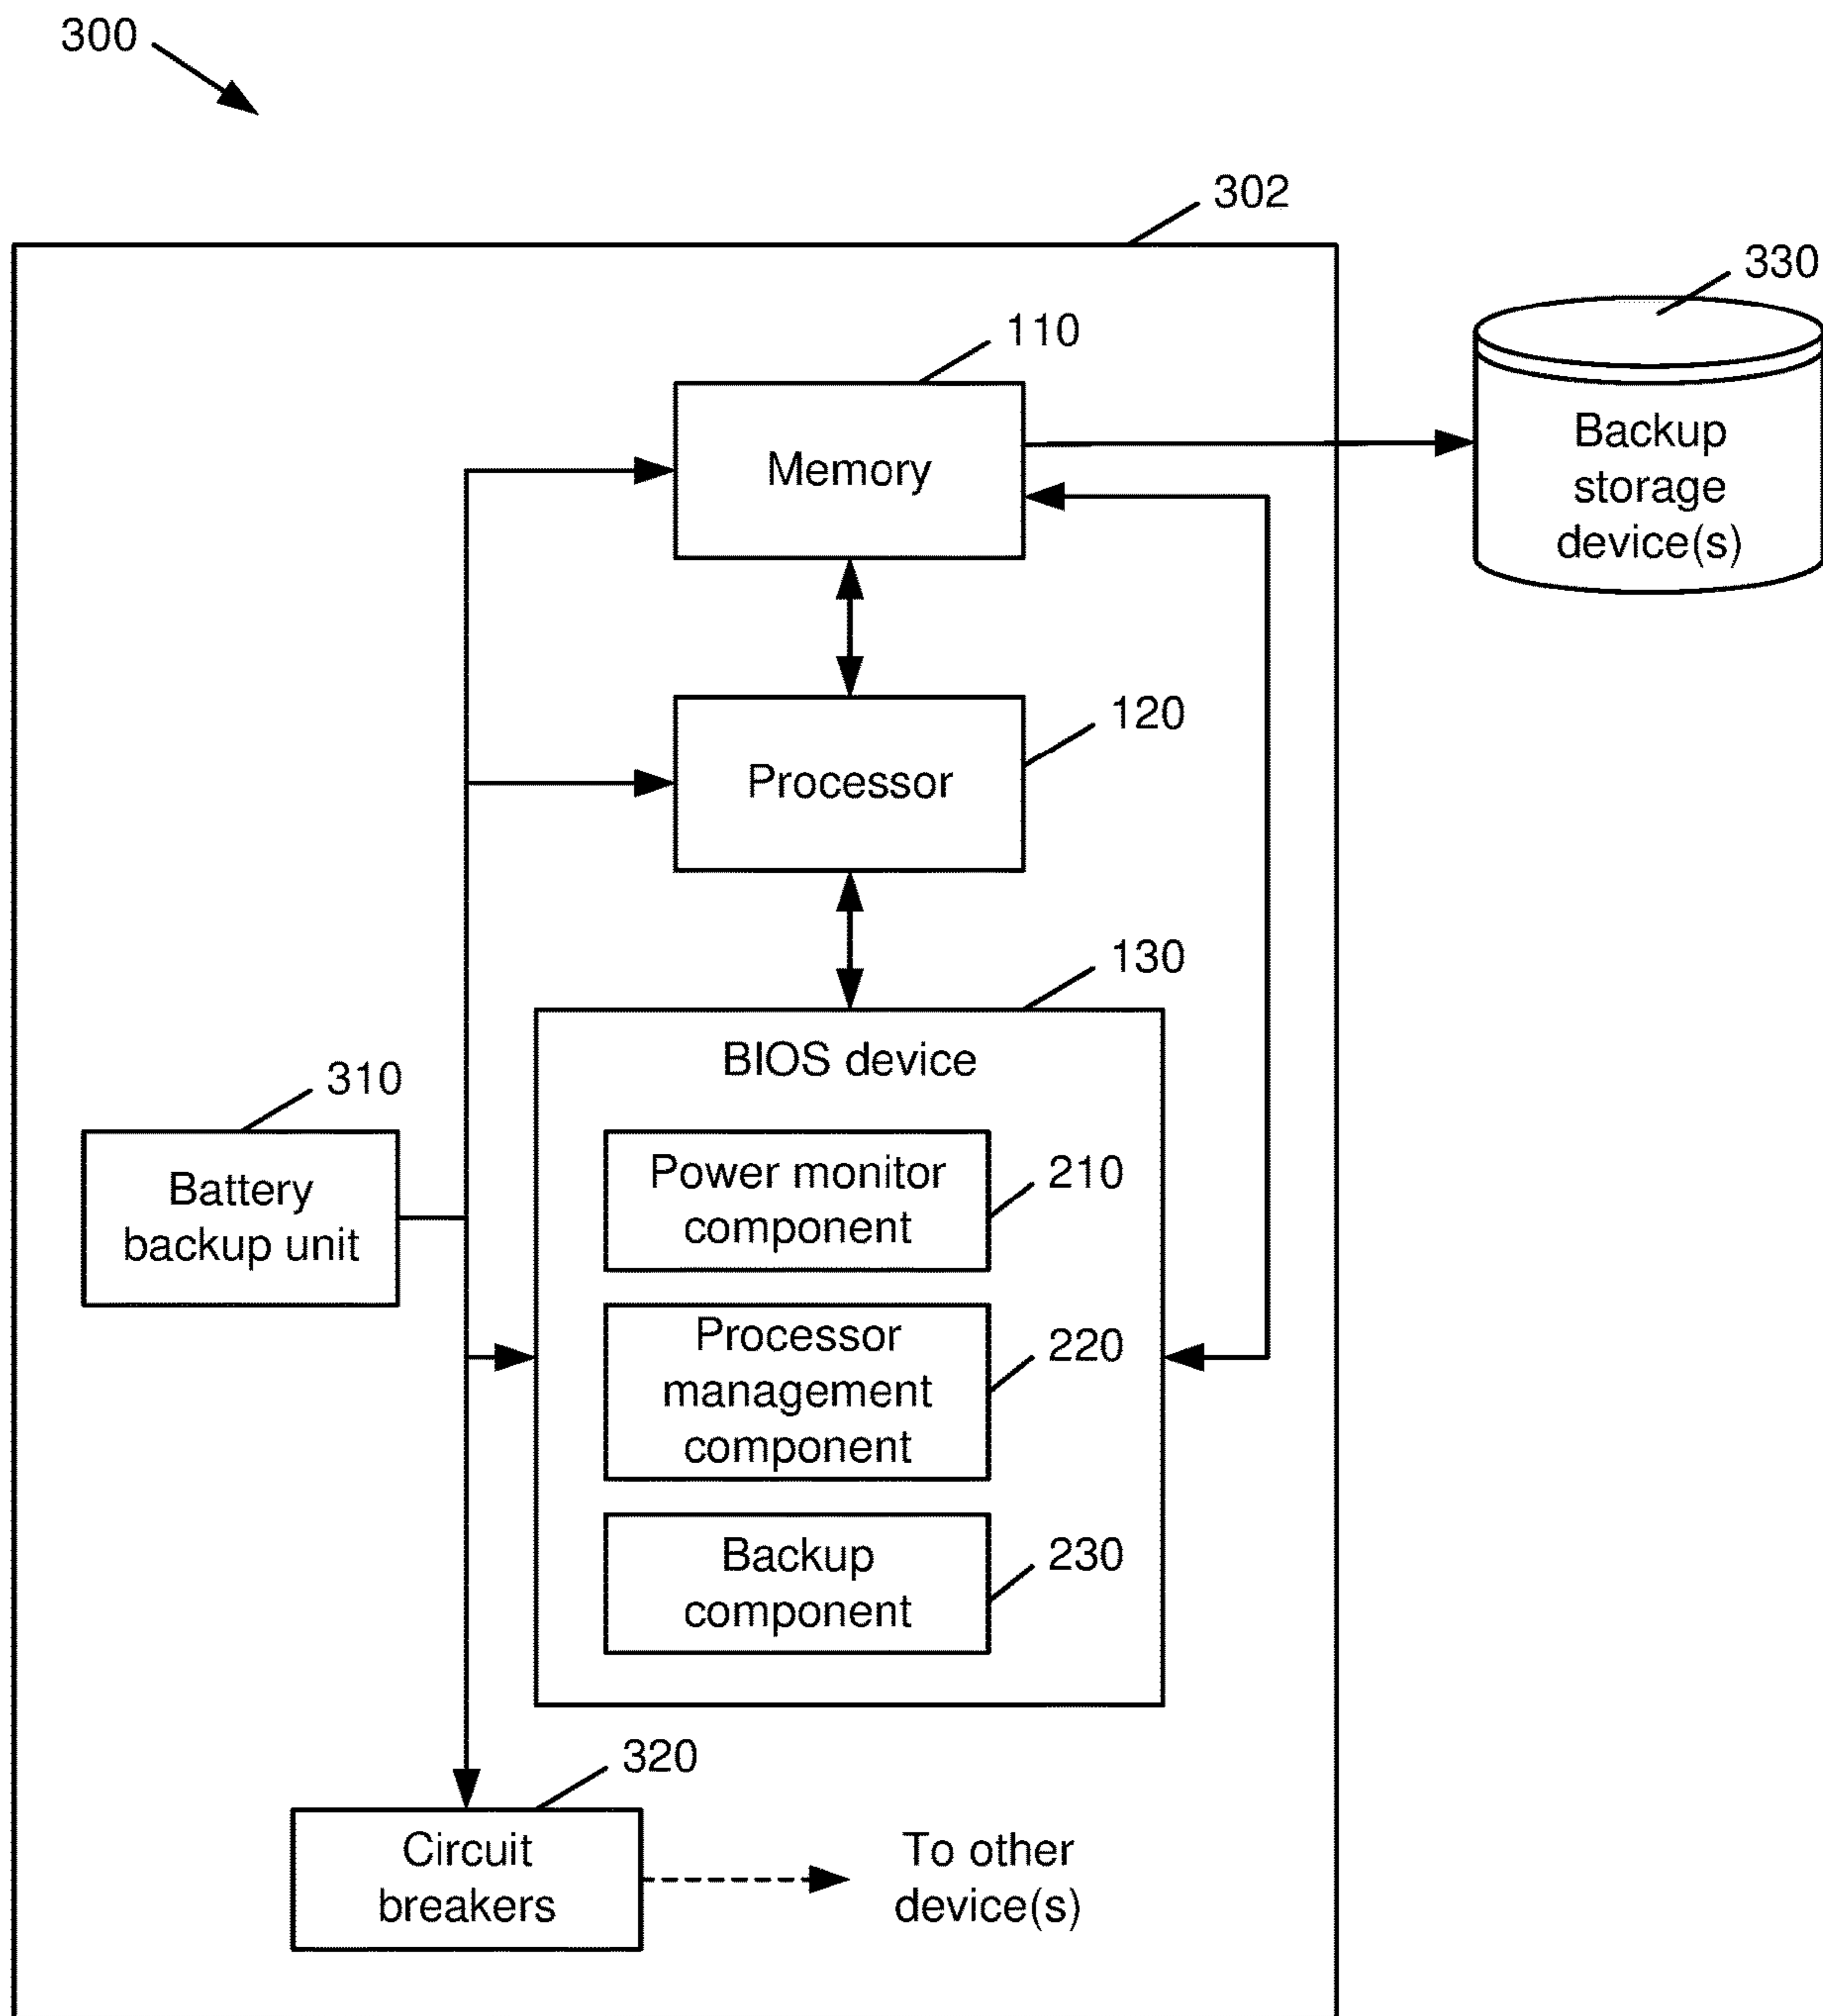 300
302
330
110
Backup
storage
device(s)
Memory
120
Processor
130
BIOS device
310
Battery
backup unit
Power monitor
component
210
Processor
management
component
220
Backup
component
230
320
Circuit
breakers
To other
device(s)